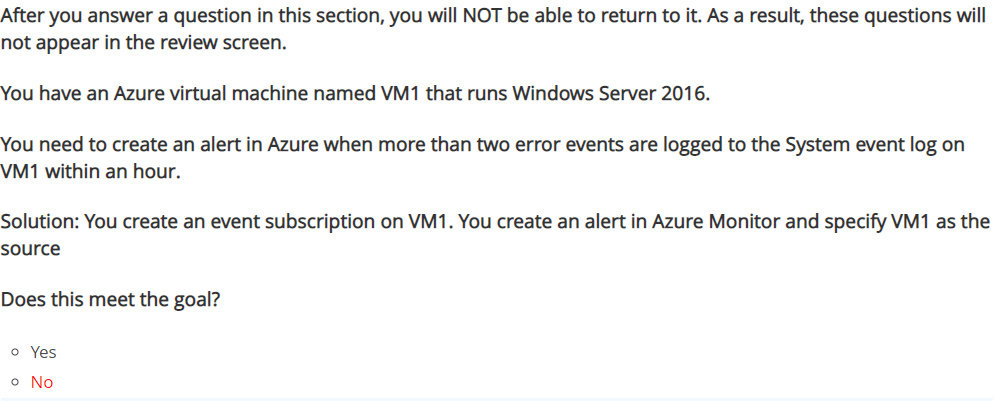 After you answer a question in this section, you will NOT be able to return to it. As a result, these questions will
not appear in the review screen.
You have an Azure virtual machine named VM1 that runs Windows Server 2016.
You need to create an alert in Azure when more than two error events are logged to the System event log on
VM1 within an hour.
Solution: You create an event subscription on VM1. You create an alert in Azure Monitor and specify VM1 as the
source
Does this meet the goal?
Yes
No